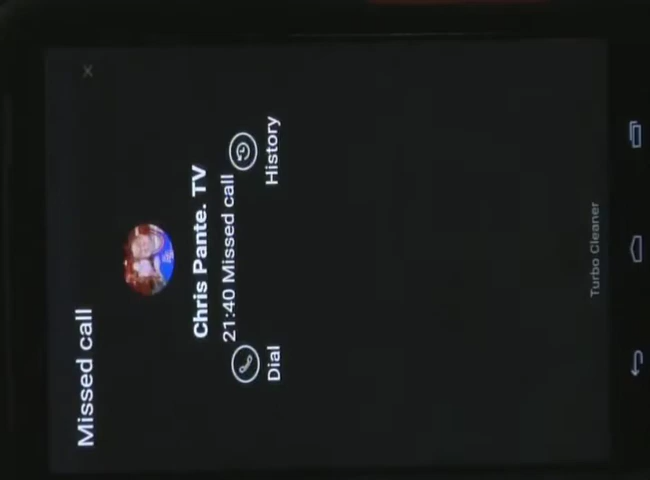 Missed call
Chris Pante. TV
21:40 Missed call
Dial
History
Turbo Cleaner